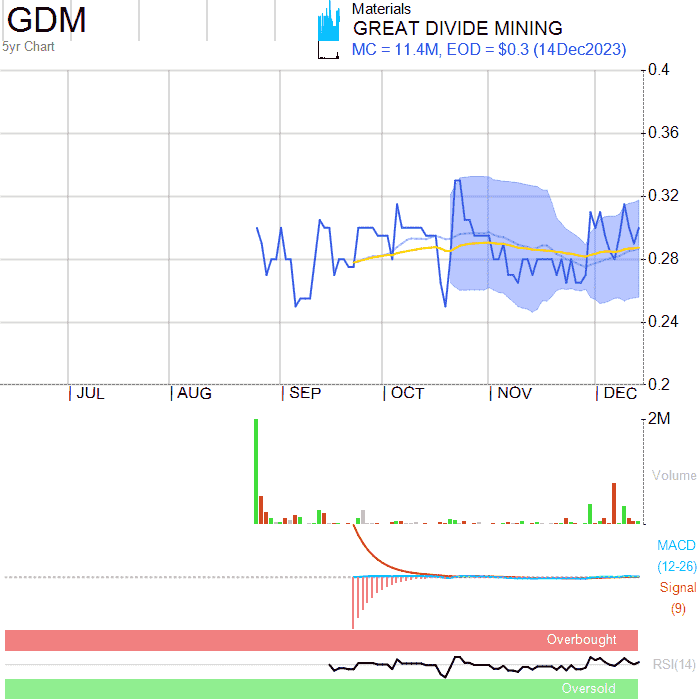 GDM
5yr Chart
Materials
GREAT DIVIDE MINING
MC = 11.4M, EOD = $0.3 (14Dec2023)
0.4
0.36
0.32
0.28
0.24
0.2
JUL AUG SEP OCT NOV DEC
2M
Volume
MACD
(12-26)
Signal
(9)
Overbought
RSI(14)
Oversold